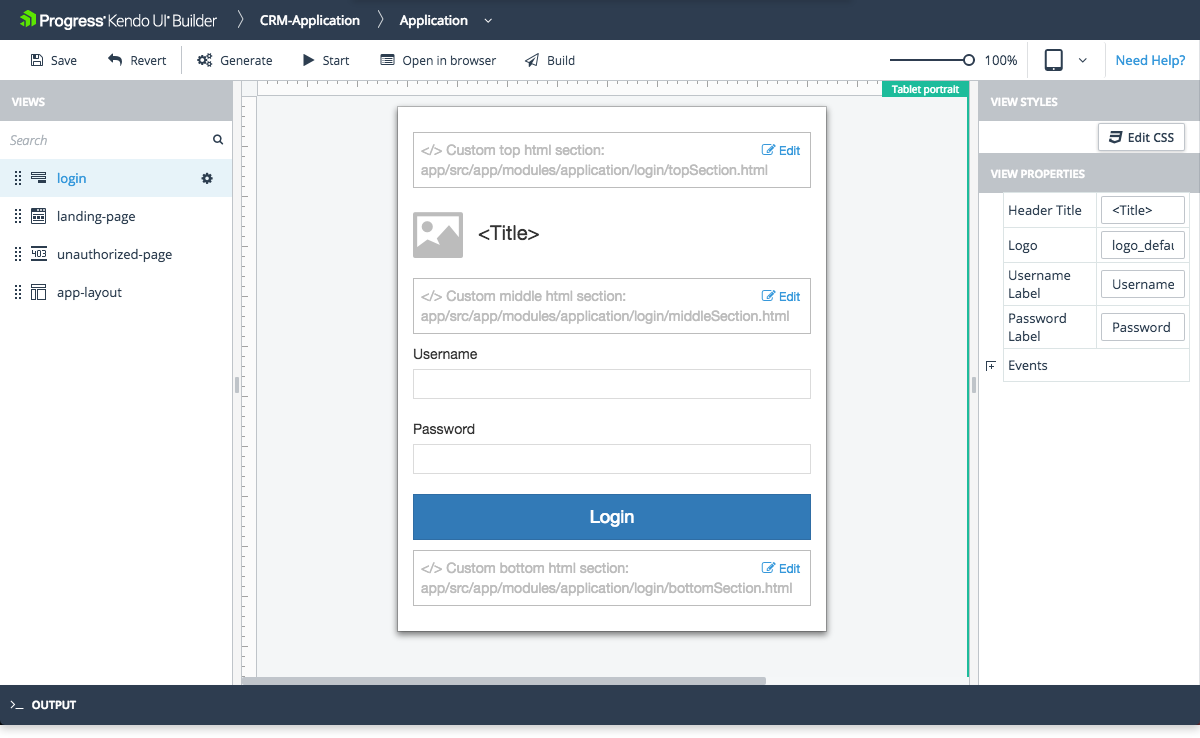 Progress Kendo UI Builder CRM-Application Application
Save Revert Generate Start Open in browser Build 100% Need Help?
VIEWS
Search
login
landing-page
403 unauthorized-page
app-layout
Tablet portrait
</> Custom top html section: Edit
app/src/app/modules/application/login/topSection.html
<Title>
</> Custom middle html section: Edit
app/src/app/modules/application/login/middleSection.html
Username
Password
Login
</> Custom bottom html section: Edit
app/src/app/modules/application/login/bottomSection.html
VIEW STYLES
Edit CSS
VIEW PROPERTIES
Header Title <Title>
Logo logo_defau
Username
Label
Username
Password
Label
Password
Events
>_ OUTPUT